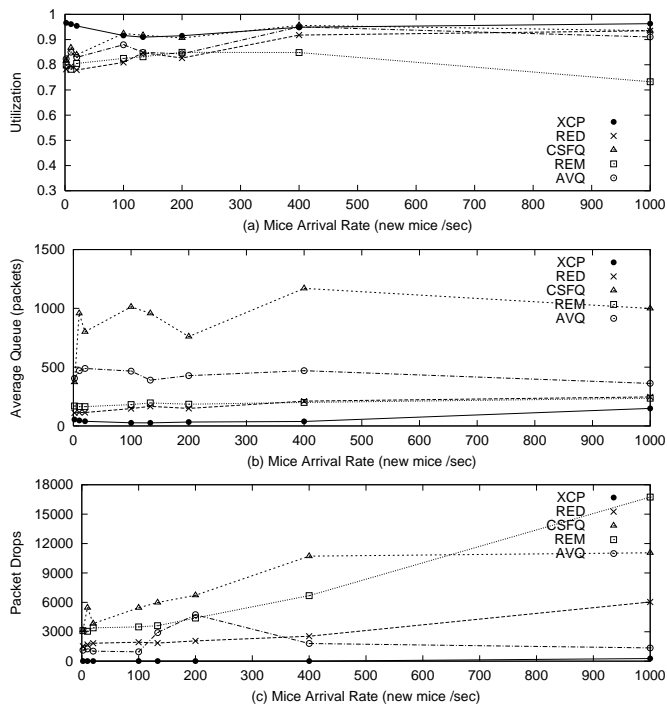 1
0.9
0.8
0.7
0.6
0.5
0.4
0.3
Utilization
XCP
RED
CSFQ
REM
AVQ
0 100 200 300 400 500 600 700 800 900 1000
(a) Mice Arrival Rate (new mice /sec)
1500
1000
500
0
Average Queue (packets)
XCP
RED
CSFQ
REM
AVQ
0 100 200 300 400 500 600 700 800 900 1000
(b) Mice Arrival Rate (new mice /sec)
18000
15000
12000
9000
6000
3000
0
Packet Drops
XCP
RED
CSFQ
REM
AVQ
0 100 200 300 400 500 600 700 800 900 1000
(c) Mice Arrival Rate (new mice /sec)